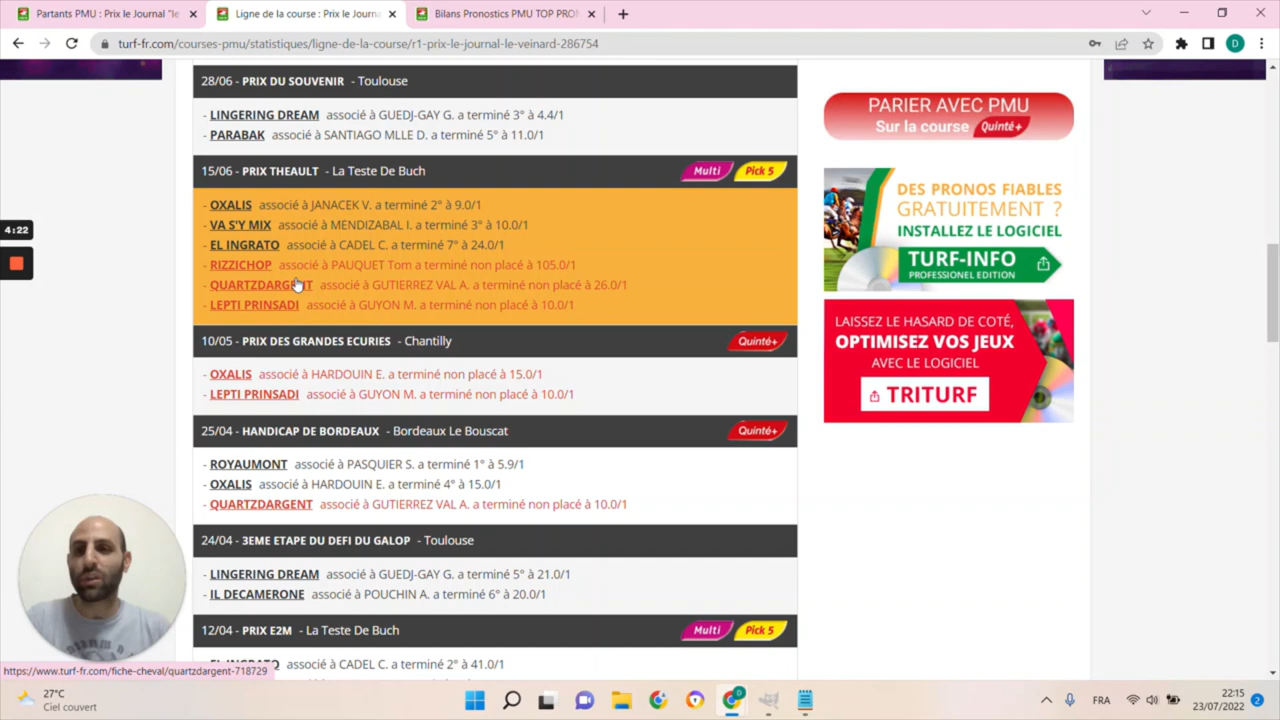 Partants PMU : Prix le Journal "le
Ligne de la course : Prix le Journa
Bilans Pronostics PMU TOP PRON
turf-fr.com/courses-pmu/statistiques/ligne-de-la-course/r1-prix-le-journal-le-veinard-286754
D
28/06 - PRIX DU SOUVENIR - Toulouse
- LINGERING DREAM associé à GUEDJ-GAY G. a terminé 3° à 4.4/1
- PARABAK associé à SANTIAGO MLLE D. a terminé 5° à 11.0/1
15/06 - PRIX THEAULT - La Teste De Buch Multi Pick 5
- OXALIS associé à JANACEK V. a terminé 2° à 9.0/1
- VA S'Y MIX associé à MENDIZABAL I. a terminé 3° à 10.0/1
- EL INGRATO associé à CADEL C. a terminé 7° à 24.0/1
- RIZZICHOP associé à PAUQUET Tom a terminé non placé à 105.0/1
- QUARTZDARGENT associé à GUTIERREZ VAL A. a terminé non placé à 26.0/1
- LEPTI PRINSADI associé à GUYON M. a terminé non placé à 10.0/1
10/05 - PRIX DES GRANDES ECURIES - Chantilly Quinté+
- OXALIS associé à HARDOUIN E. a terminé non placé à 15.0/1
- LEPTI PRINSADI associé à GUYON M. a terminé non placé à 10.0/1
25/04 - HANDICAP DE BORDEAUX - Bordeaux Le Bouscat Quinté+
- ROYAUMONT associé à PASQUIER S. a terminé 1° à 5.9/1
- OXALIS associé à HARDOUIN E. a terminé 4° à 15.0/1
- QUARTZDARGENT associé à GUTIERREZ VAL A. a terminé non placé à 10.0/1
24/04 - 3EME ETAPE DU DEFI DU GALOP - Toulouse
- LINGERING DREAM associé à GUEDJ-GAY G. a terminé 5° à 21.0/1
- IL DECAMERONE associé à POUCHIN A. a terminé 6° à 20.0/1
12/04 - PRIX E2M - La Teste De Buch Multi Pick 5
- EL INGRATO associé à CADEL C. a terminé 2° à 41.0/1
PARIER AVEC PMU
Sur la course Quinté+
DES PRONOS FIABLES
GRATUITEMENT ?
INSTALLEZ LE LOGICIEL
TURF-INFO
PROFESSIONEL EDITION
LAISSEZ LE HASARD DE COTÉ,
OPTIMISEZ VOS JEUX
AVEC LE LOGICIEL
TRITURF
4:22
https://www.turf-fr.com/fiche-cheval/quartzdargent-718729
27°C
Ciel couvert
D
FRA
22:15
23/07/2022
2